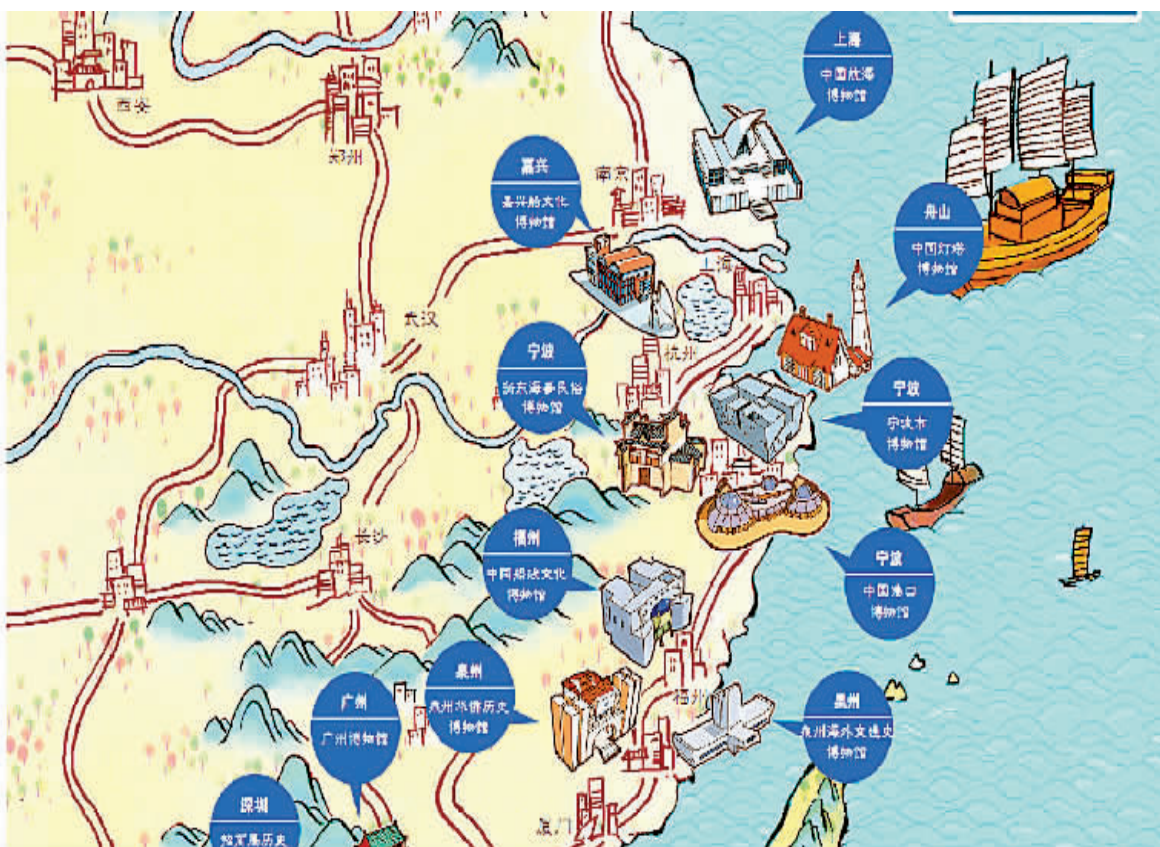 上海
中国航海
博物馆
西安
郑州
嘉兴
嘉兴船文化
博物馆
南京
舟山
中国灯塔
博物馆
上海
武汉
宁波
浙东海事民俗
博物馆
杭州
宁波
宁波市
博物馆
长沙
福州
中国船政文化
博物馆
宁波
中国港口
博物馆
泉州
泉州华侨历史
博物馆
广州
广州博物馆
福州
泉州
泉州海外交通史
博物馆
深圳
厦门